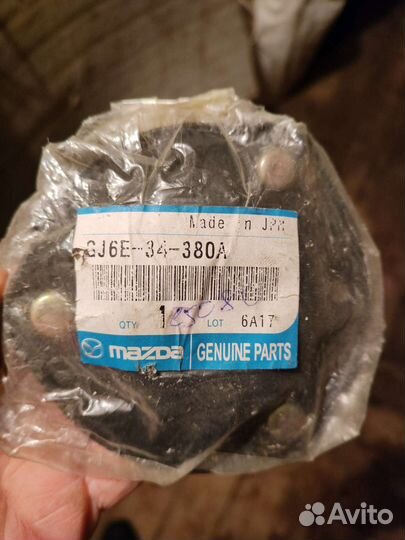 Made in JPN
GJ6E-34-380A
QTY 1 LOT 6A17
mazda GENUINE PARTS
Avito